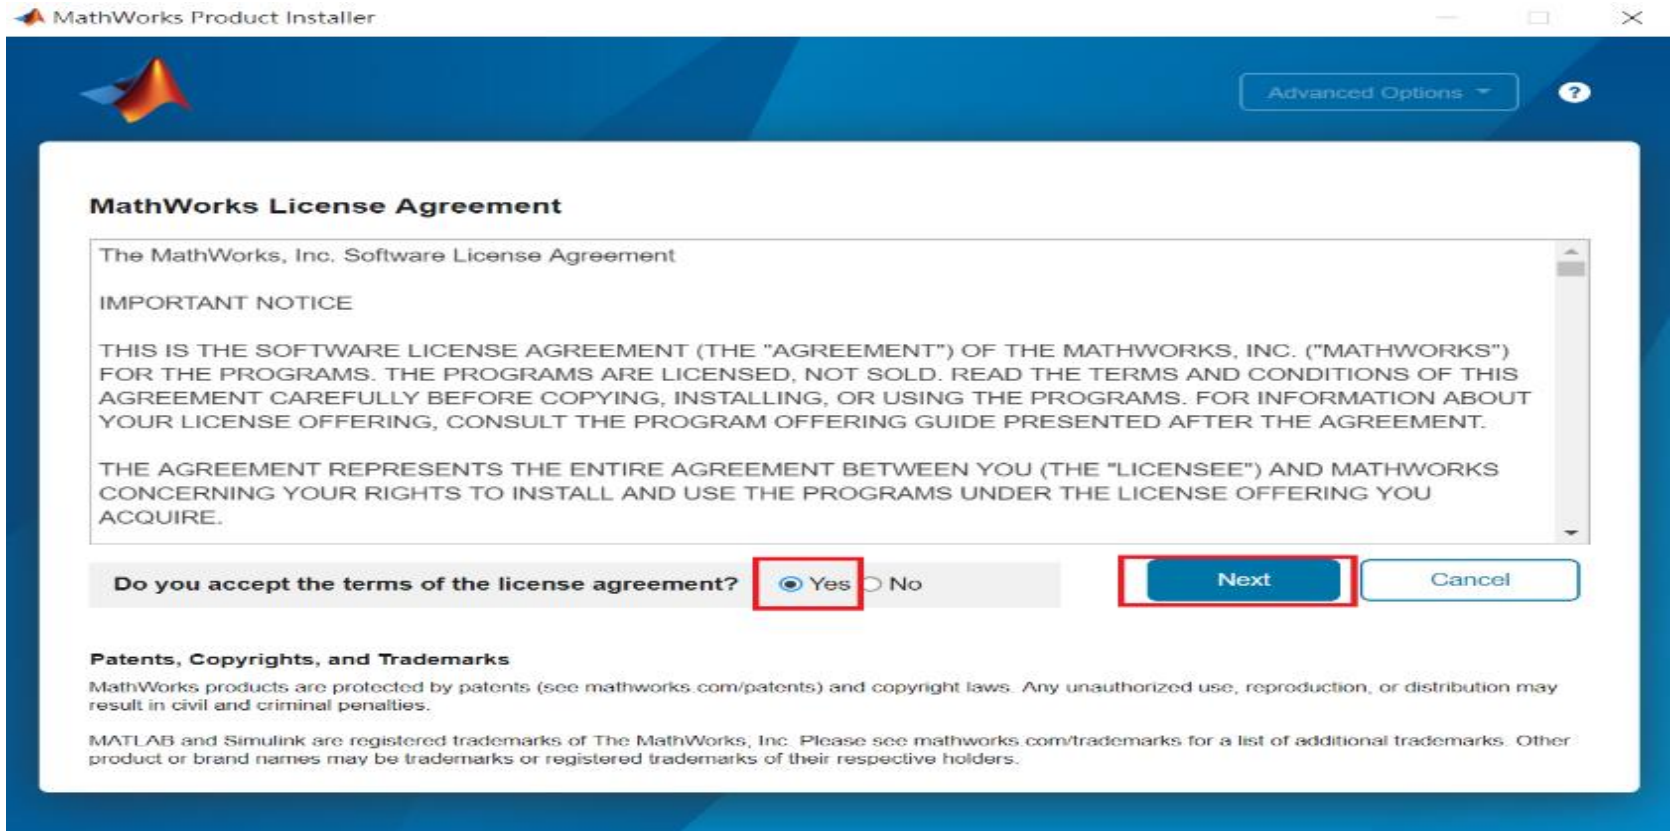 MathWorks Product Installer
Advanced Options
?
MathWorks License Agreement
The MathWorks, Inc. Software License Agreement
IMPORTANT NOTICE
THIS IS THE SOFTWARE LICENSE AGREEMENT (THE "AGREEMENT") OF THE MATHWORKS, INC. ("MATHWORKS")
FOR THE PROGRAMS. THE PROGRAMS ARE LICENSED, NOT SOLD. READ THE TERMS AND CONDITIONS OF THIS
AGREEMENT CAREFULLY BEFORE COPYING, INSTALLING, OR USING THE PROGRAMS. FOR INFORMATION ABOUT
YOUR LICENSE OFFERING, CONSULT THE PROGRAM OFFERING GUIDE PRESENTED AFTER THE AGREEMENT.
THE AGREEMENT REPRESENTS THE ENTIRE AGREEMENT BETWEEN YOU (THE "LICENSEE") AND MATHWORKS
CONCERNING YOUR RIGHTS TO INSTALL AND USE THE PROGRAMS UNDER THE LICENSE OFFERING YOU
ACQUIRE.
Do you accept the terms of the license agreement? Yes No Next Cancel
Patents, Copyrights, and Trademarks
MathWorks products are protected by patents (see mathworks.com/patents) and copyright laws. Any unauthorized use, reproduction, or distribution may
result in civil and criminal penalties.
MATLAB and Simulink are registered trademarks of The MathWorks, Inc. Please see mathworks.com/trademarks for a list of additional trademarks. Other
product or brand names may be trademarks or registered trademarks of their respective holders.